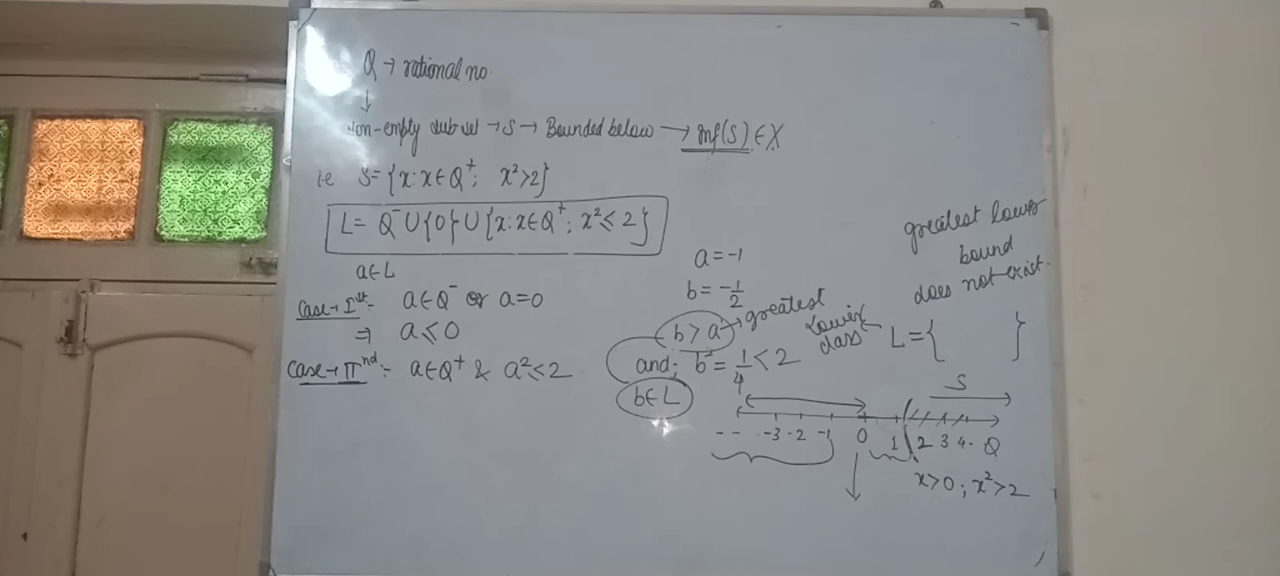 Q → rational no.
↓
Non-empty sub set → S → Bounded below → inf(S) ∈ X
i.e S = {x: x ∈ Q⁺; x² > 2}
L = Q⁻ ∪ {0} ∪ {x: x ∈ Q⁺; x² ≤ 2}
a ∈ L
Case → Iˢᵗ :- a ∈ Q⁻ or a = 0
⇒ a ≤ 0
Case → IIⁿᵈ :- a ∈ Q⁺ & a² ≤ 2
a = -1
b = -1/2
b > a → greatest
and; b² = 1/4 < 2
b ∈ L
greatest lower
bound
does not exist.
Lower
class ← L = { }
S
-- -3 -2 -1 0 1 2 3 4. Q
x > 0 ; x² > 2